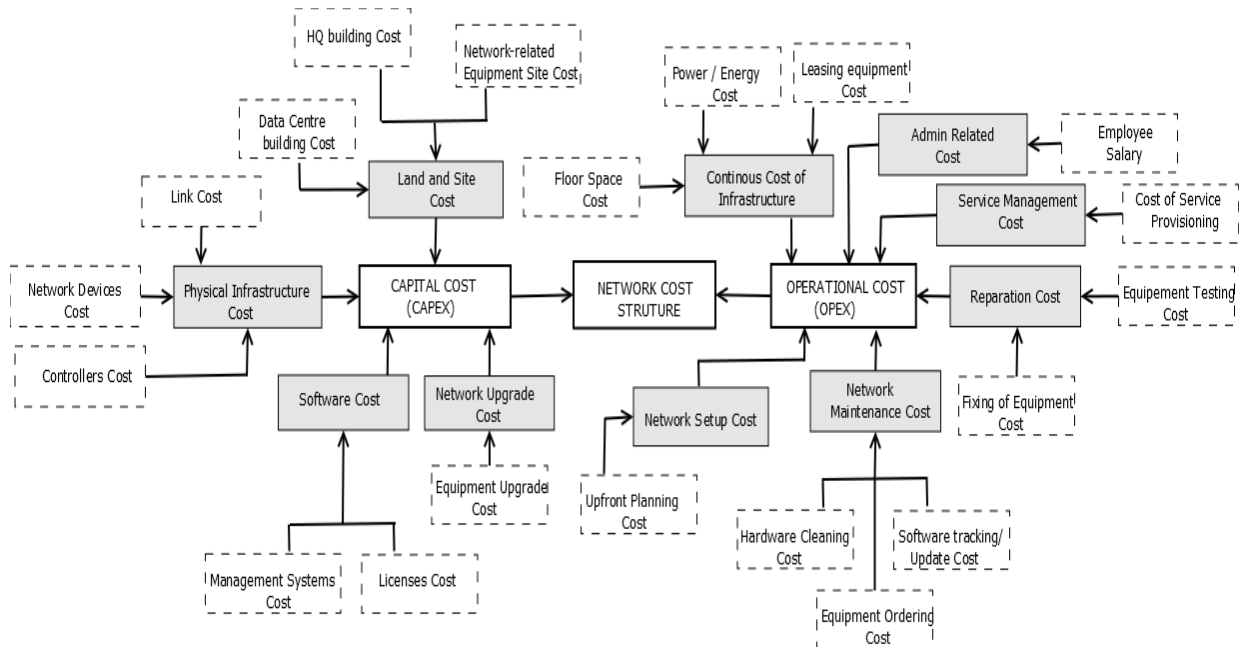 HQ building Cost
Network-related
Equipment Site Cost
Power / Energy
Cost
Leasing equipment
Cost
Data Centre
building Cost
Admin Related
Cost
Employee
Salary
Link Cost
Land and Site
Cost
Floor Space
Cost
Continous Cost of
Infrastructure
Service Management
Cost
Cost of Service
Provisioning
Network Devices
Cost
Physical Infrastructure
Cost
CAPITAL COST
(CAPEX)
NETWORK COST
STRUTURE
OPERATIONAL COST
(OPEX)
Reparation Cost
Equipement Testing
Cost
Controllers Cost
Software Cost
Network Upgrade
Cost
Network Setup Cost
Network
Maintenance Cost
Fixing of Equipment
Cost
Equipment Upgrade
Cost
Upfront Planning
Cost
Hardware Cleaning
Cost
Software tracking/
Update Cost
Management Systems
Cost
Licenses Cost
Equipment Ordering
Cost